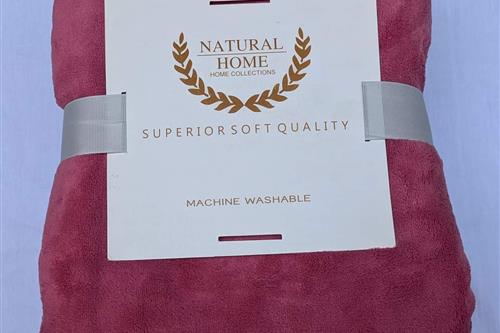 NATURAL
HOME
HOME COLLECTIONS
SUPERIOR SOFT QUALITY
MACHINE WASHABLE